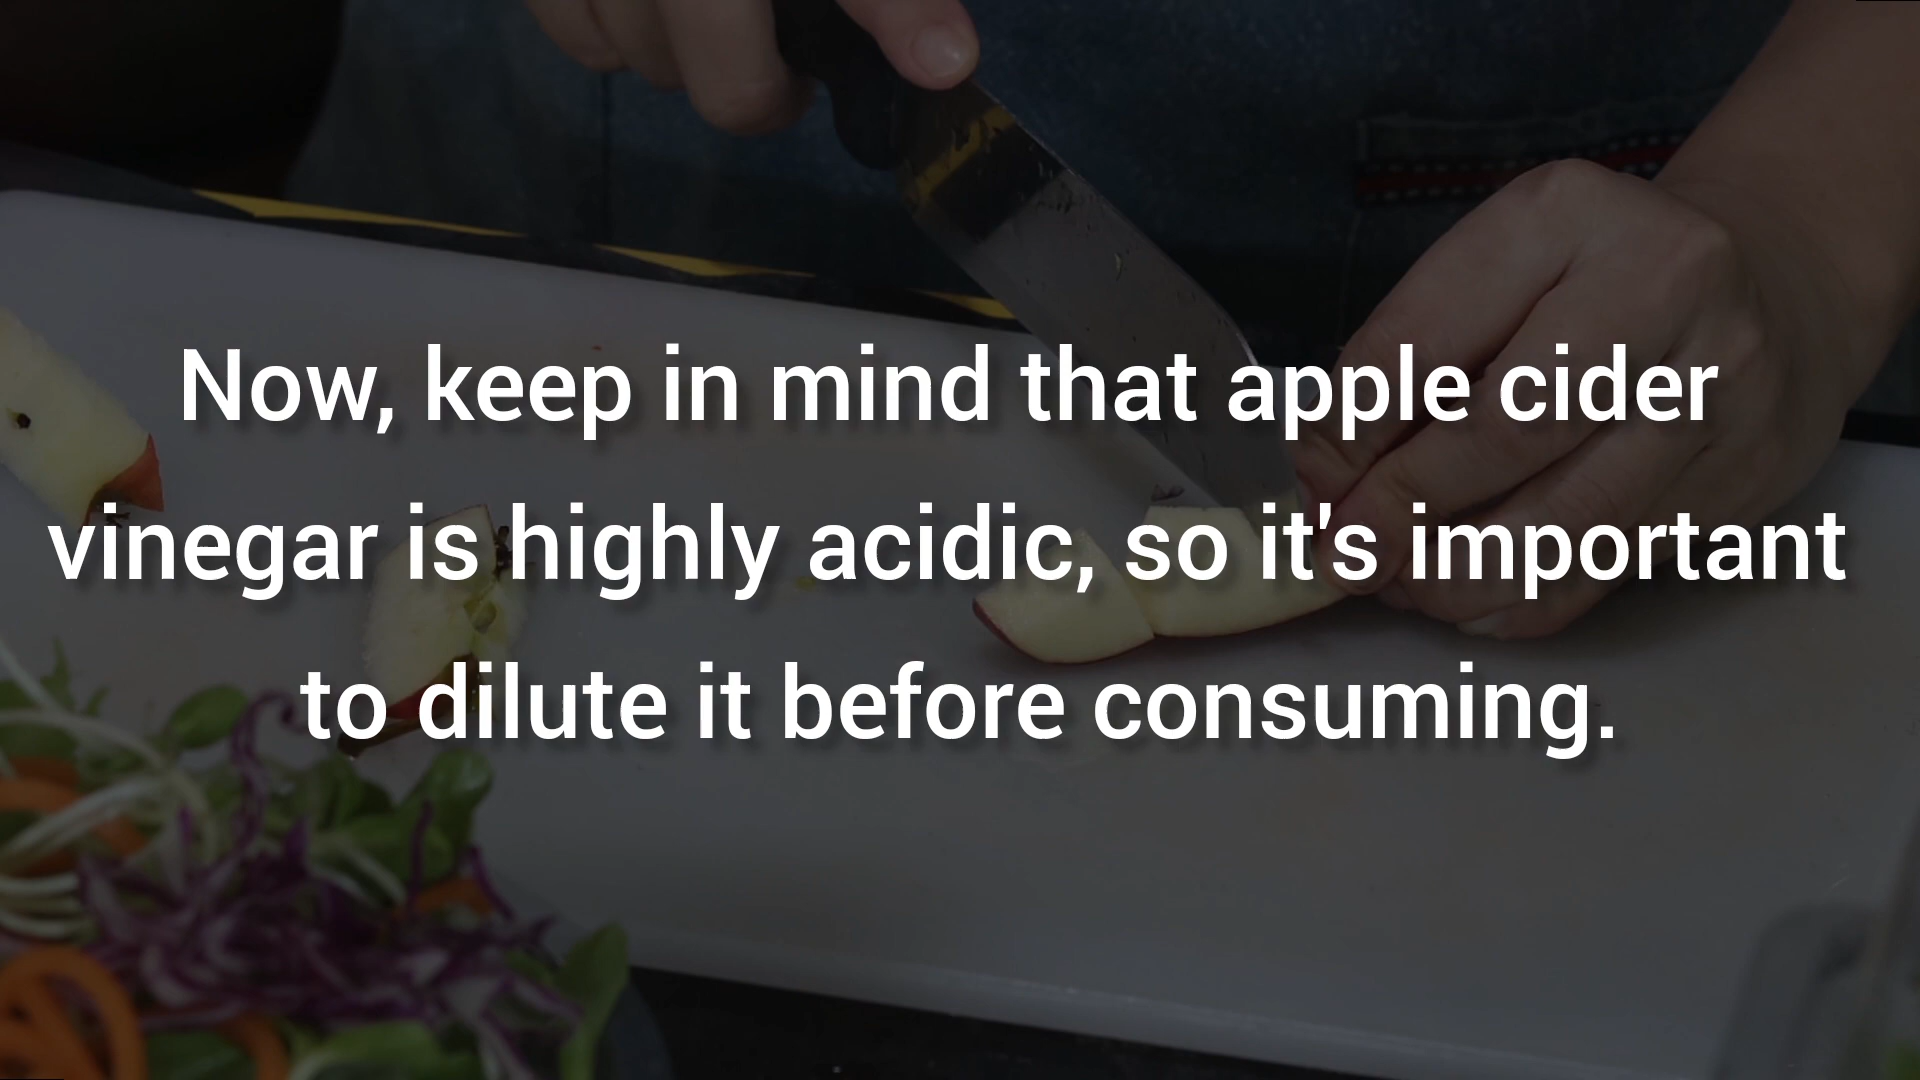 Now, keep in mind that apple cider
vinegar is highly acidic, so it's important
to dilute it before consuming.